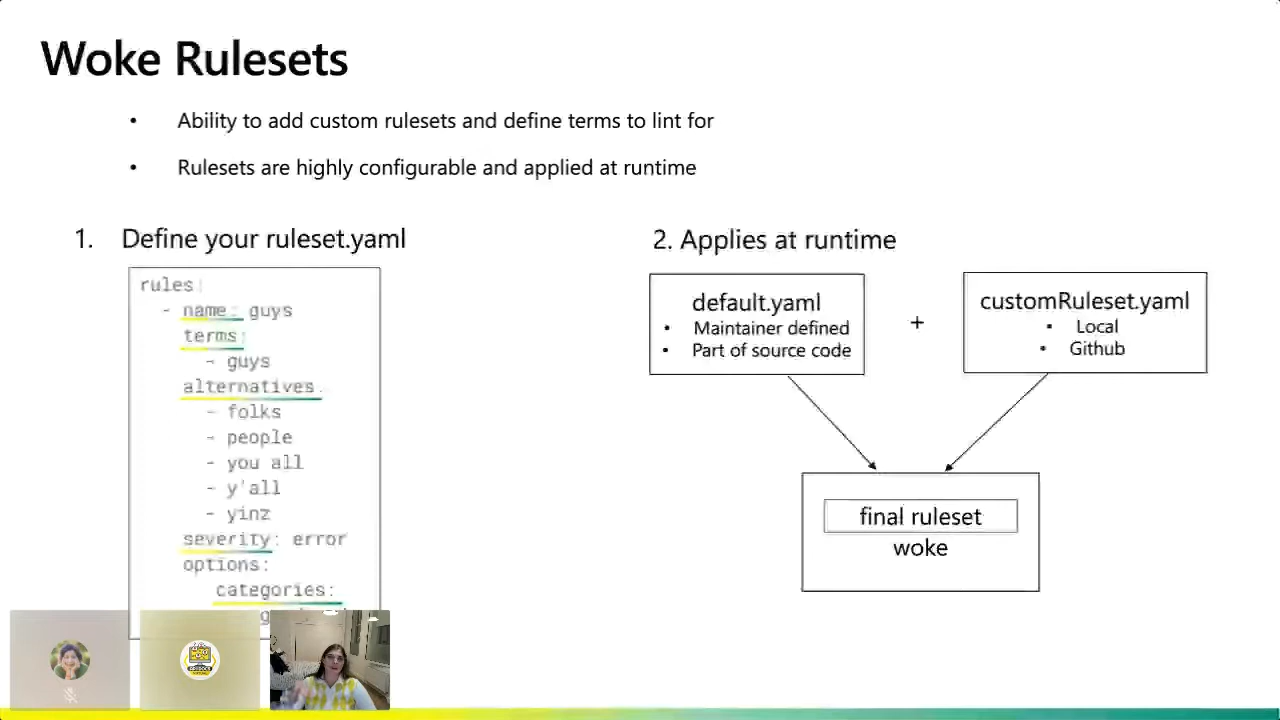 Woke Rulesets
• Ability to add custom rulesets and define terms to lint for
• Rulesets are highly configurable and applied at runtime
1. Define your ruleset.yaml
rules:
- name: guys
terms:
- guys
alternatives:
- folks
- people
- you all
- y'all
- yinz
severity: error
options:
categories:
2. Applies at runtime
default.yaml
• Maintainer defined
• Part of source code
+
customRuleset.yaml
• Local
• Github
final ruleset
woke